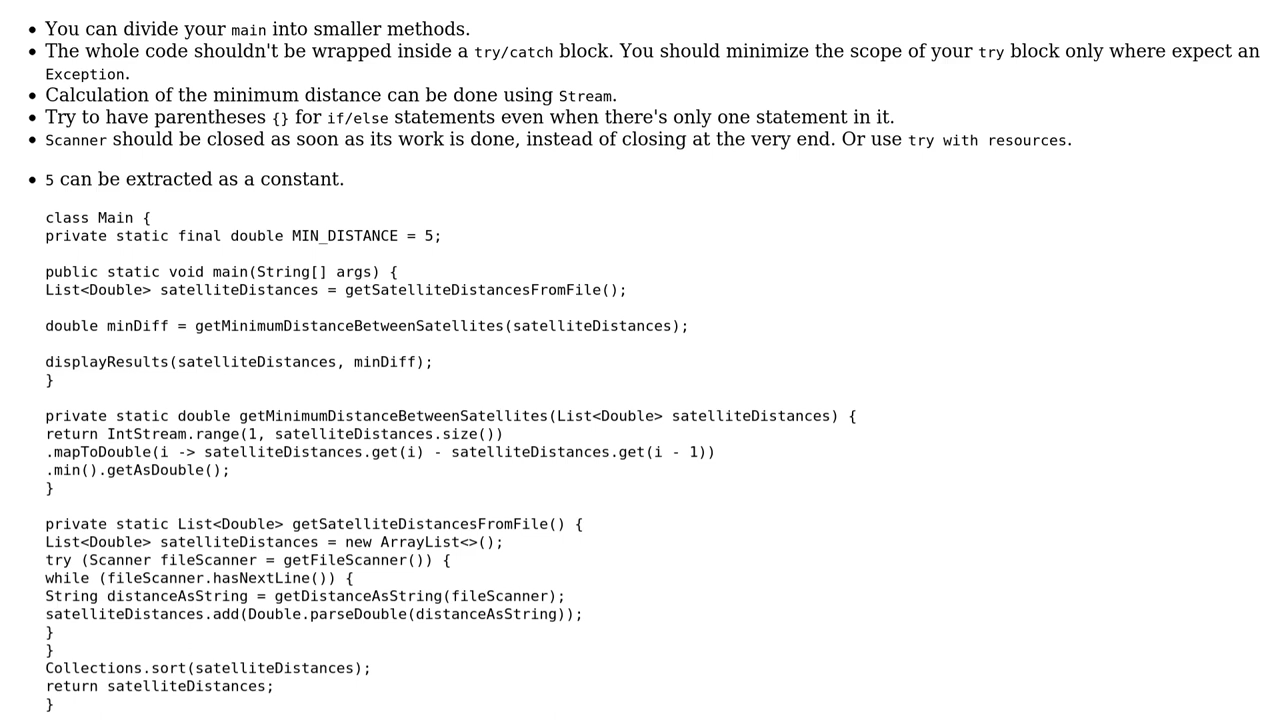 • You can divide your main into smaller methods.
• The whole code shouldn't be wrapped inside a try/catch block. You should minimize the scope of your try block only where expect an
Exception.
• Calculation of the minimum distance can be done using Stream.
• Try to have parentheses {} for if/else statements even when there's only one statement in it.
• Scanner should be closed as soon as its work is done, instead of closing at the very end. Or use try with resources.
• 5 can be extracted as a constant.
class Main {
private static final double MIN_DISTANCE = 5;
public static void main(String[] args) {
List<Double> satelliteDistances = getSatelliteDistancesFromFile();
double minDiff = getMinimumDistanceBetweenSatellites(satelliteDistances);
displayResults(satelliteDistances, minDiff);
}
private static double getMinimumDistanceBetweenSatellites(List<Double> satelliteDistances) {
return IntStream.range(1, satelliteDistances.size())
.mapToDouble(i -> satelliteDistances.get(i) - satelliteDistances.get(i - 1))
.min().getAsDouble();
}
private static List<Double> getSatelliteDistancesFromFile() {
List<Double> satelliteDistances = new ArrayList<>();
try (Scanner fileScanner = getFileScanner()) {
while (fileScanner.hasNextLine()) {
String distanceAsString = getDistanceAsString(fileScanner);
satelliteDistances.add(Double.parseDouble(distanceAsString));
}
}
Collections.sort(satelliteDistances);
return satelliteDistances;
}